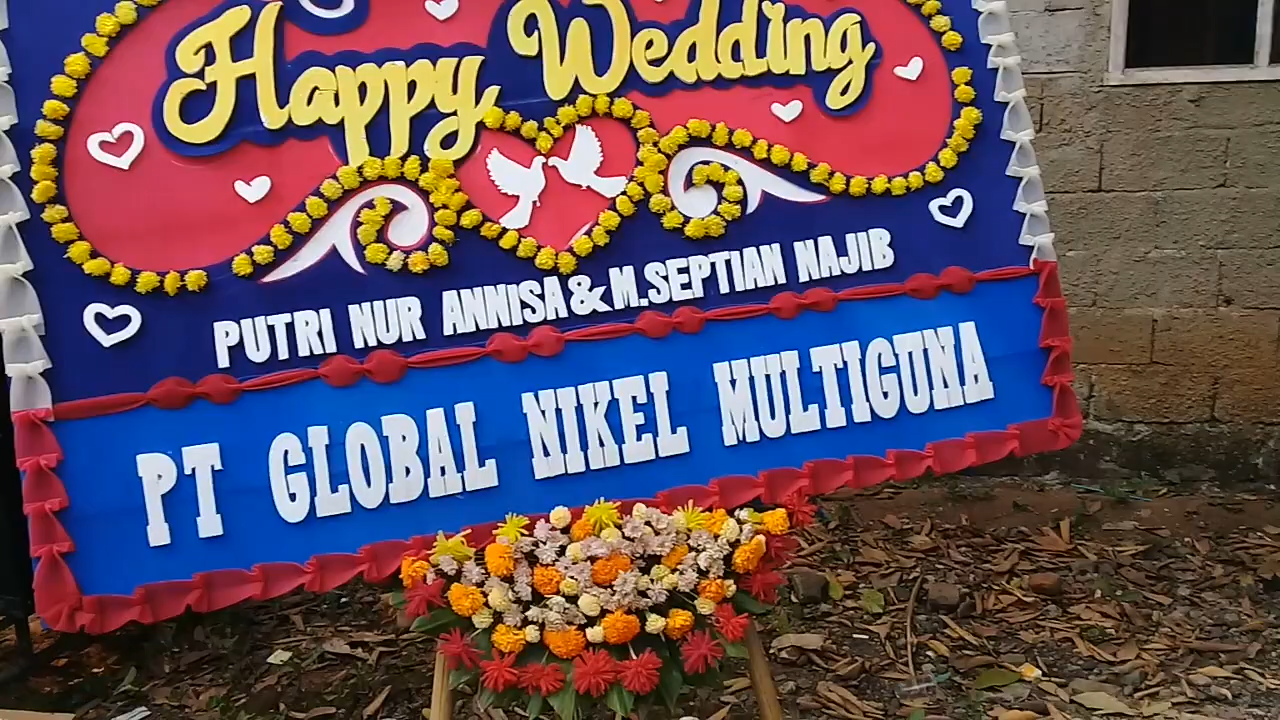 Happy Wedding
PUTRI NUR ANNISA & M.SEPTIAN NAJIB
PT GLOBAL NIKEL MULTIGUNA